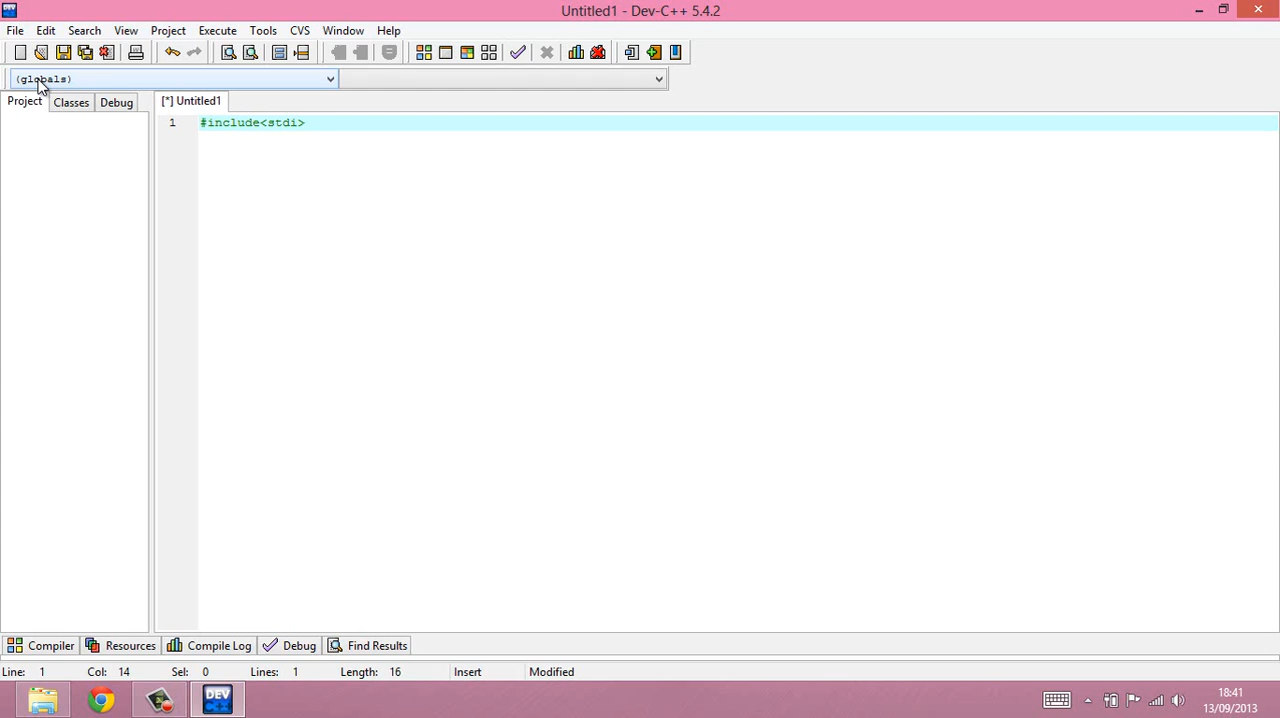 Untitled1 - Dev-C++ 5.4.2
File Edit Search View Project Execute Tools CVS Window Help
(globals)
Project Classes Debug [*] Untitled1
1 #include<stdi>
Compiler Resources Compile Log Debug Find Results
Line: 1 Col: 14 Sel: 0 Lines: 1 Length: 16 Insert Modified
DEV
18:41
13/09/2013